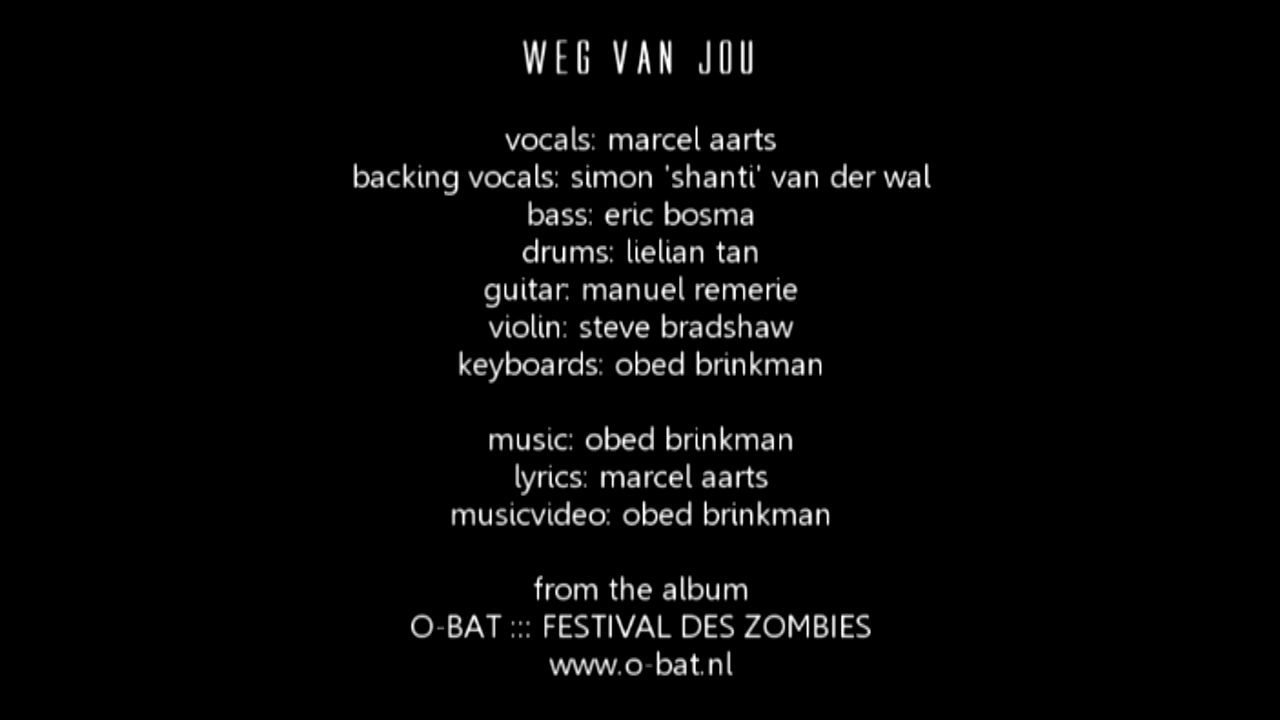 WEG VAN JOU
vocals: marcel aarts
backing vocals: simon 'shanti' van der wal
bass: eric bosma
drums: lielian tan
guitar: manuel remerie
violin: steve bradshaw
keyboards: obed brinkman
music: obed brinkman
lyrics: marcel aarts
musicvideo: obed brinkman
from the album
O-BAT ::: FESTIVAL DES ZOMBIES
www.o-bat.nl